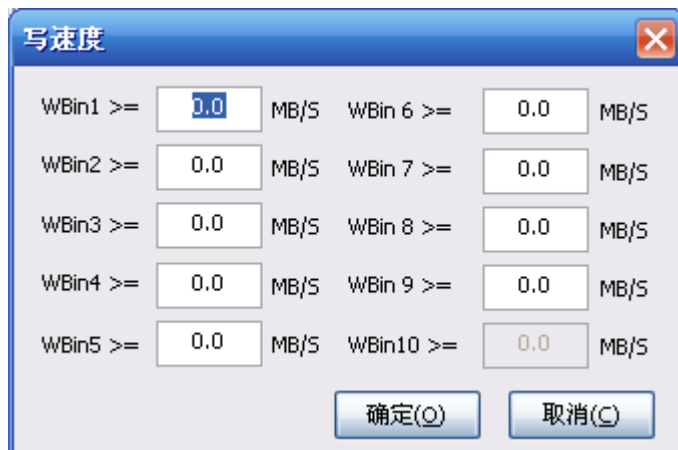 写速度
WBin1 >= 0.0 MB/S WBin 6 >= 0.0 MB/S
WBin2 >= 0.0 MB/S WBin 7 >= 0.0 MB/S
WBin3 >= 0.0 MB/S WBin 8 >= 0.0 MB/S
WBin4 >= 0.0 MB/S WBin 9 >= 0.0 MB/S
WBin5 >= 0.0 MB/S WBin10 >= 0.0 MB/S
确定(O) 取消(C)